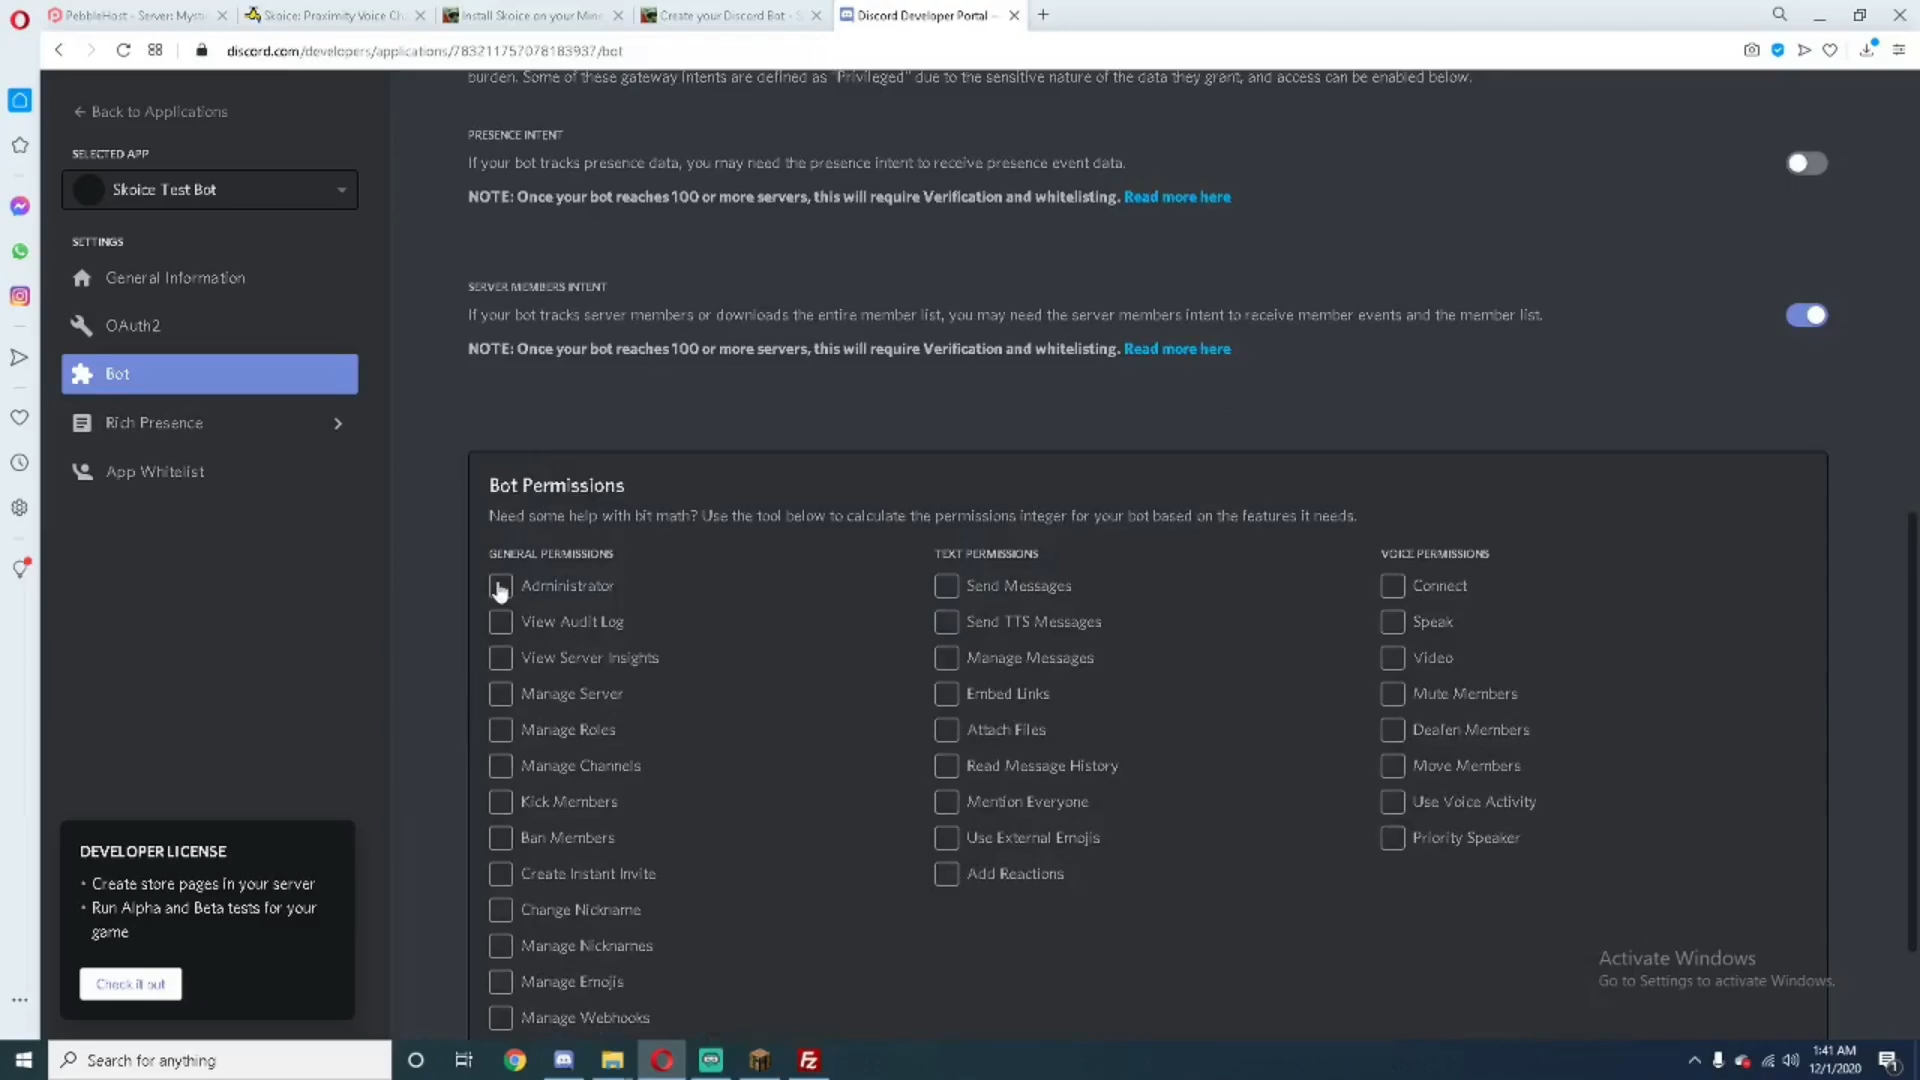 PebbleHost - Server: Mysti
Skoice: Proximity Voice Ch
Install Skoice on your Mine
Create your Discord Bot - S
Discord Developer Portal –
discord.com/developers/applications/783211757078183937/bot
burden. Some of these gateway intents are defined as "Privileged" due to the sensitive nature of the data they grant, and access can be enabled below.
← Back to Applications
SELECTED APP
Skoice Test Bot
SETTINGS
General Information
OAuth2
Bot
Rich Presence
App Whitelist
DEVELOPER LICENSE
• Create store pages in your server
• Run Alpha and Beta tests for your
game
Check it out
PRESENCE INTENT
If your bot tracks presence data, you may need the presence intent to receive presence event data.
NOTE: Once your bot reaches 100 or more servers, this will require Verification and whitelisting. Read more here
SERVER MEMBERS INTENT
If your bot tracks server members or downloads the entire member list, you may need the server members intent to receive member events and the member list.
NOTE: Once your bot reaches 100 or more servers, this will require Verification and whitelisting. Read more here
Bot Permissions
Need some help with bit math? Use the tool below to calculate the permissions integer for your bot based on the features it needs.
GENERAL PERMISSIONS
Administrator
View Audit Log
View Server Insights
Manage Server
Manage Roles
Manage Channels
Kick Members
Ban Members
Create Instant Invite
Change Nickname
Manage Nicknames
Manage Emojis
Manage Webhooks
TEXT PERMISSIONS
Send Messages
Send TTS Messages
Manage Messages
Embed Links
Attach Files
Read Message History
Mention Everyone
Use External Emojis
Add Reactions
VOICE PERMISSIONS
Connect
Speak
Video
Mute Members
Deafen Members
Move Members
Use Voice Activity
Priority Speaker
Activate Windows
Go to Settings to activate Windows.
Search for anything
1:41 AM
12/1/2020
1